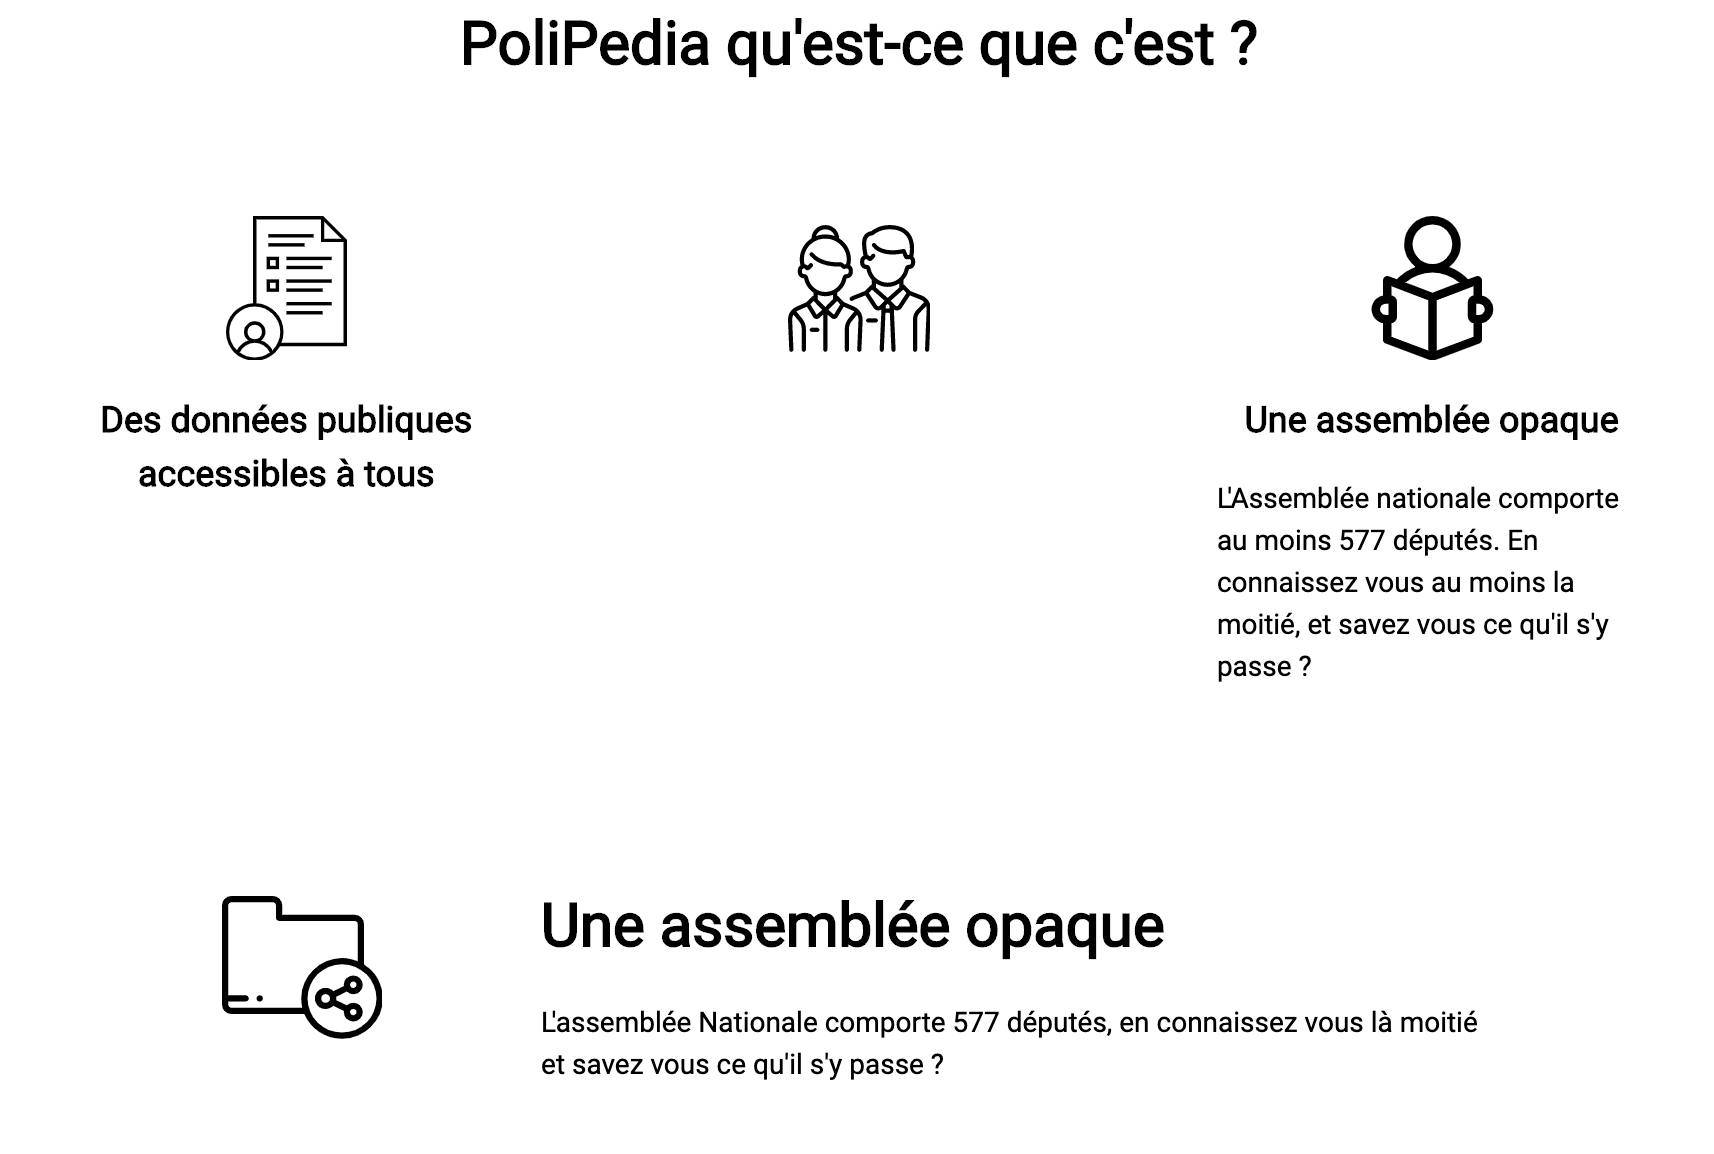 PoliPedia qu'est-ce que c'est ?
Des données publiques
accessibles à tous
Une assemblée opaque
L'Assemblée nationale comporte
au moins 577 députés. En
connaissez vous au moins la
moitié, et savez vous ce qu'il s'y
passe ?
Une assemblée opaque
L'assemblée Nationale comporte 577 députés, en connaissez vous là moitié
et savez vous ce qu'il s'y passe ?